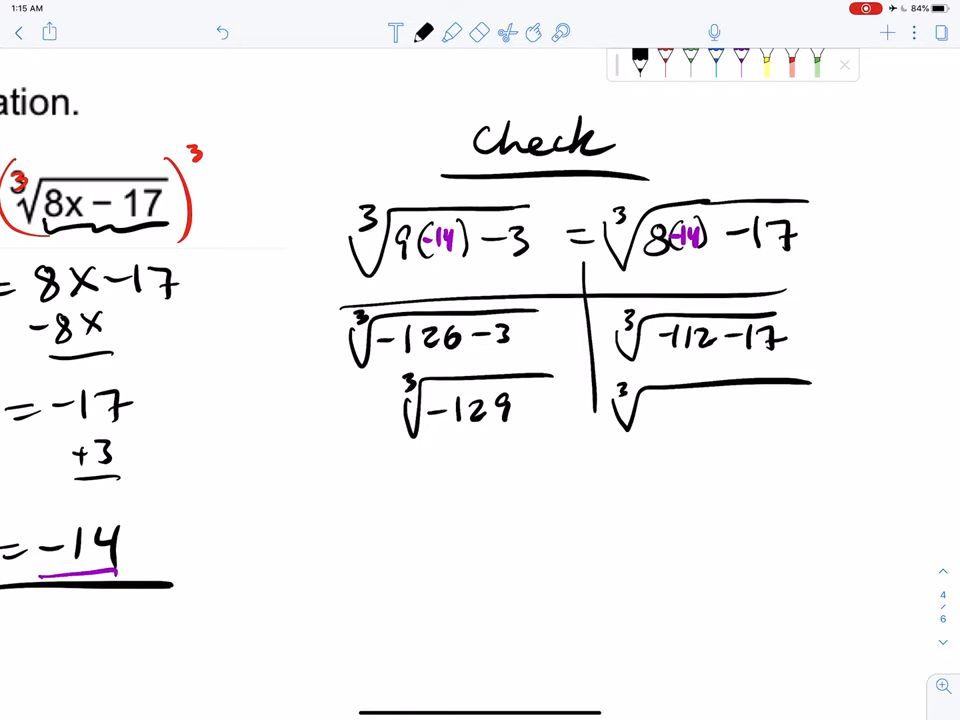 1:15 AM 84%
T
ation.
Check
(∛8x – 17)³
∛9(-14) - 3 = ∛8(-14) - 17
= 8x - 17
-8x
∛-126 - 3 ∛-112 - 17
= -17
∛-129 ∛
+3
= -14
4
/
6